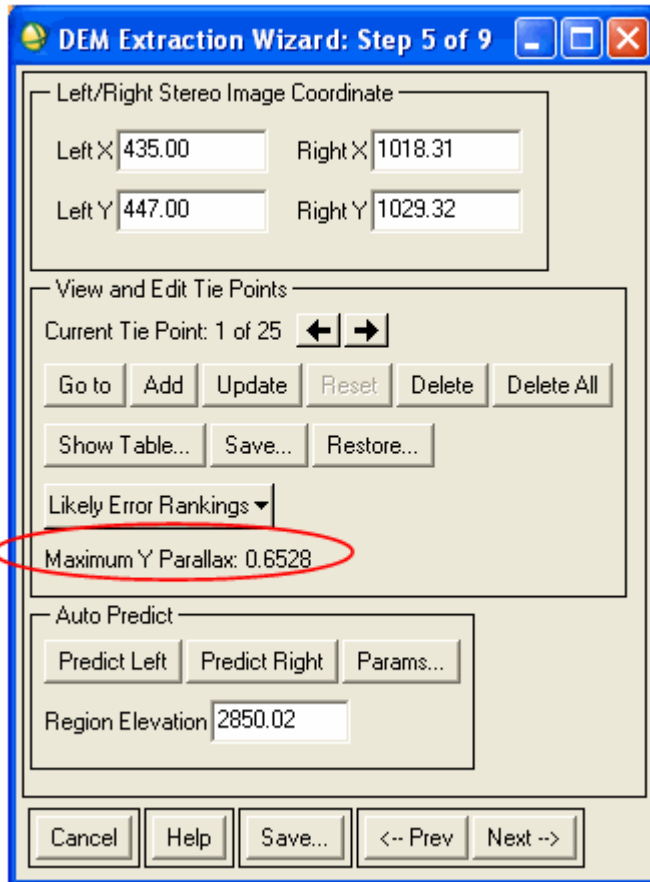 DEM Extraction Wizard: Step 5 of 9
Left/Right Stereo Image Coordinate
Left X 435.00 Right X 1018.31
Left Y 447.00 Right Y 1029.32
View and Edit Tie Points
Current Tie Point: 1 of 25
Go to Add Update Reset Delete Delete All
Show Table... Save... Restore...
Likely Error Rankings
Maximum Y Parallax: 0.6528
Auto Predict
Predict Left Predict Right Params...
Region Elevation 2850.02
Cancel Help Save... <-- Prev Next -->